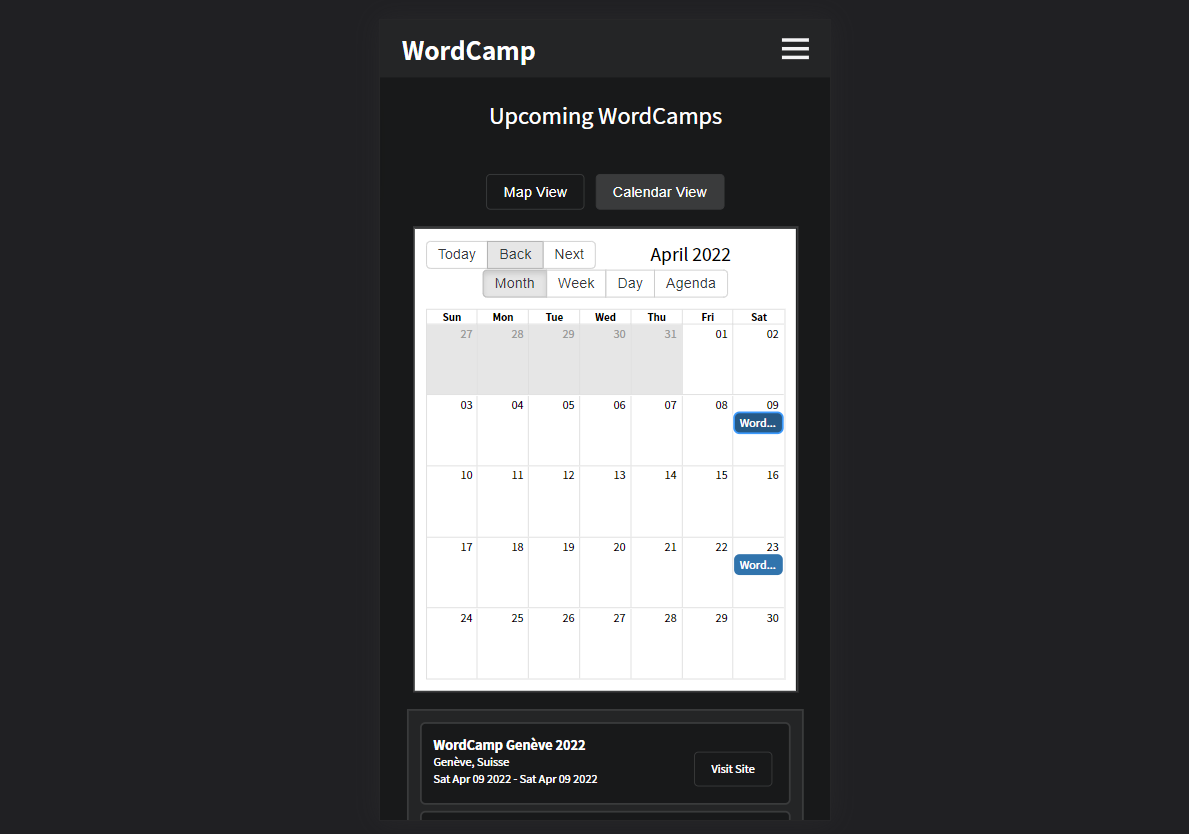 WordCamp
Upcoming WordCamps
Map View Calendar View
Today Back Next April 2022
Month Week Day Agenda
Sun Mon Tue Wed Thu Fri Sat
27 28 29 30 31 01 02
03 04 05 06 07 08 09
Word...
10 11 12 13 14 15 16
17 18 19 20 21 22 23
Word...
24 25 26 27 28 29 30
WordCamp Genève 2022
Genève, Suisse
Visit Site
Sat Apr 09 2022 - Sat Apr 09 2022